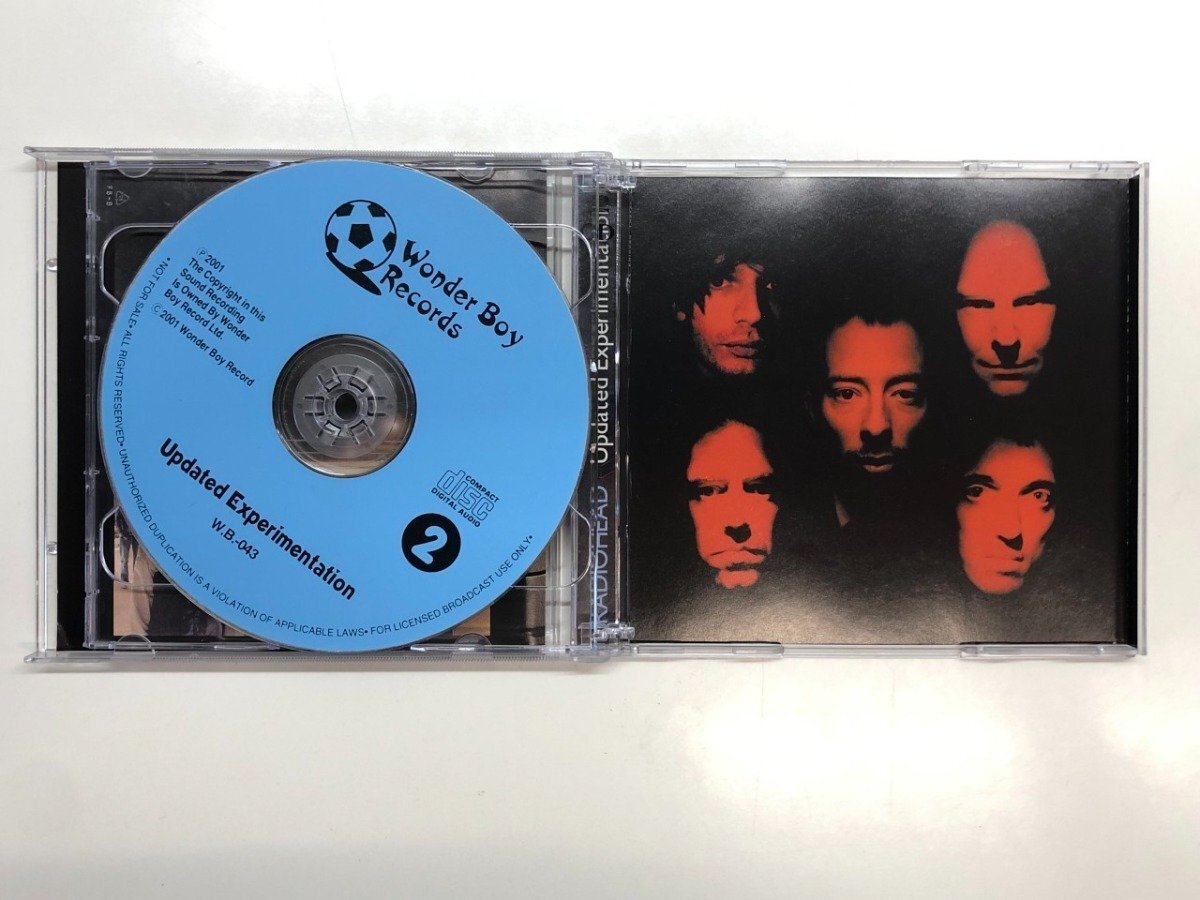 Wonder Boy
Records
℗2001
The Copyright in this
Sound Recording
Is Owned By Wonder
Boy Record Ltd.
©2001 Wonder Boy Record
COMPACT
disc
DIGITAL AUDIO
2
Updated Experimentation
W.B.-043
• NOT FOR SALE• ALL RIGHTS RESERVED• UNAUTHORIZED DUPLICATION IS A VIOLATION OF APPLICABLE LAWS• FOR LICENSED BROADCAST USE ONLY•
RADIOHEAD Updated Experimentation